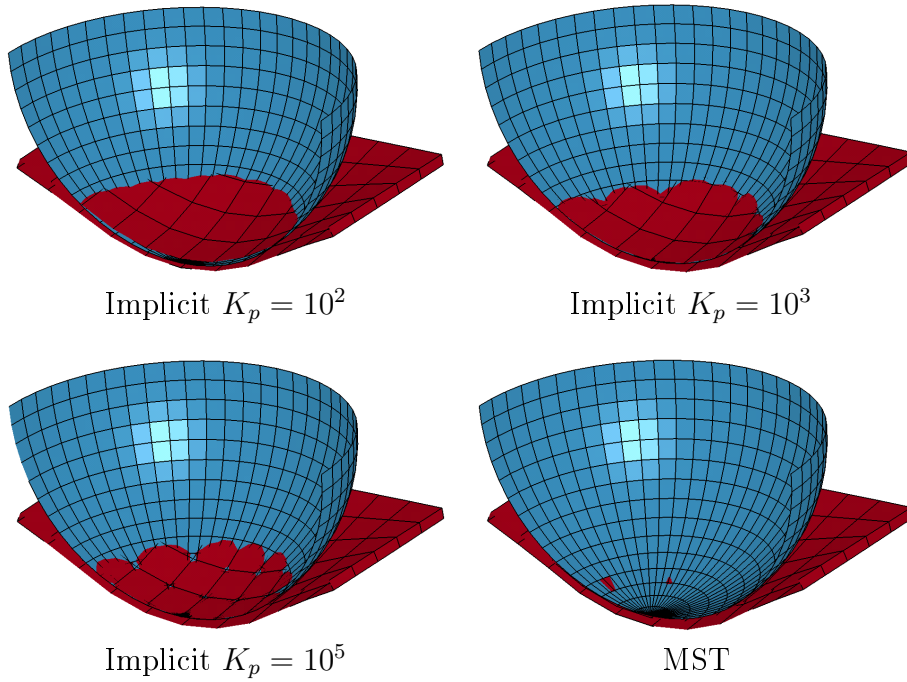 Implicit $K_p = 10^2$
Implicit $K_p = 10^3$
Implicit $K_p = 10^5$
MST